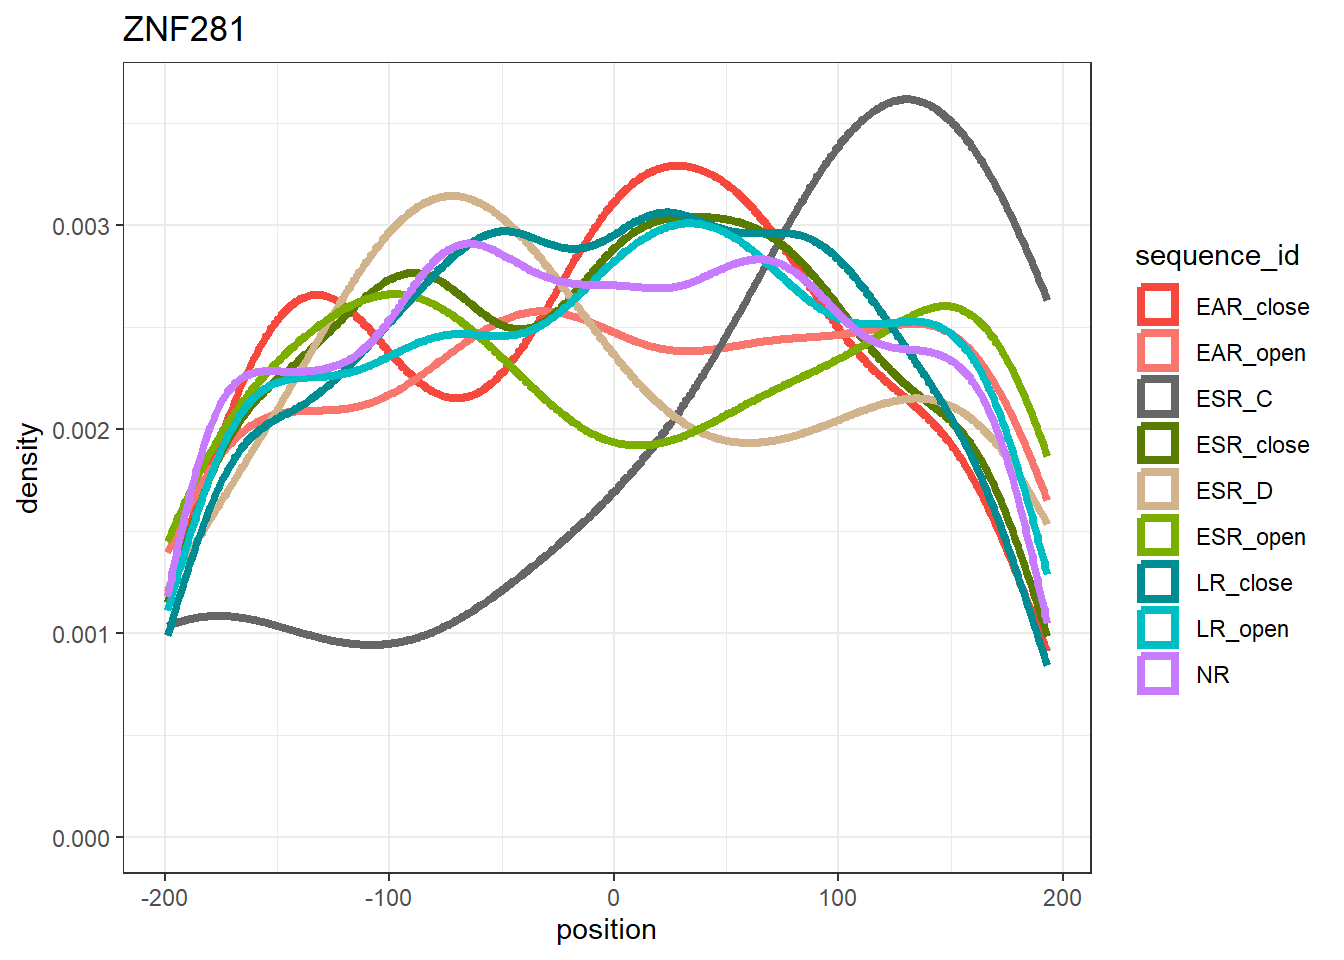 ZNF281
density
0.003
0.002
0.001
0.000
-200
-100
0
100
200
position
sequence_id
EAR_close
EAR_open
ESR_C
ESR_close
ESR_D
ESR_open
LR_close
LR_open
NR